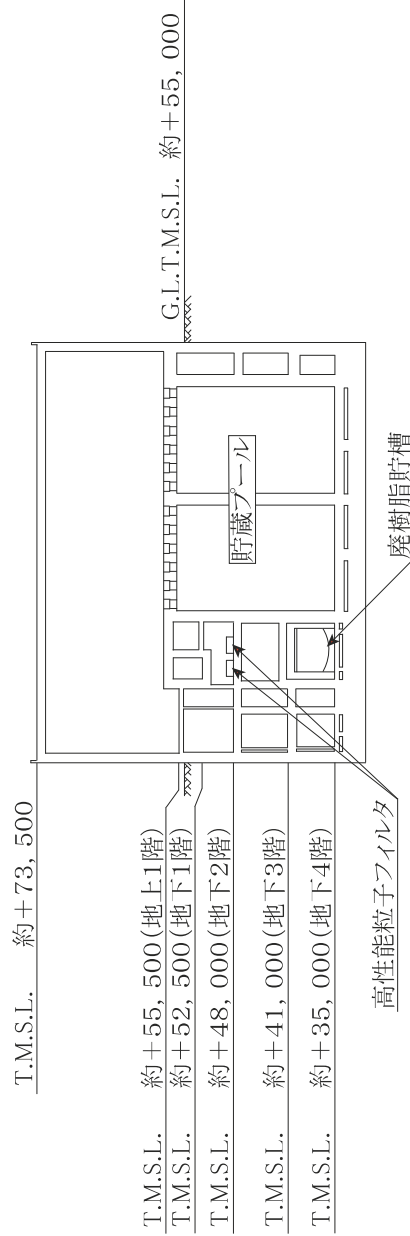 T.M.S.L. 約+73, 500
T.M.S.L. 約+55, 500(地上1階)
T.M.S.L. 約+52, 500(地下1階)
T.M.S.L. 約+48, 000(地下2階)
T.M.S.L. 約+41, 000(地下3階)
T.M.S.L. 約+35, 000(地下4階)
高性能粒子フィルタ
貯蔵プール
廃樹脂貯槽
G.L.T.M.S.L. 約+55, 000